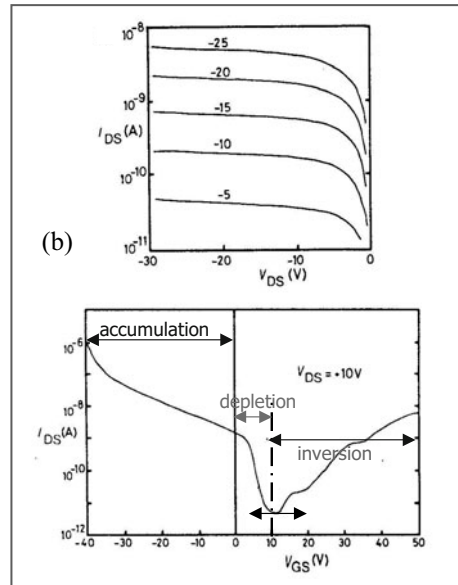 10⁻⁸
-25
-20
10⁻⁹
-15
I_DS(A)
-10
10⁻¹⁰
-5
(b)
10⁻¹¹
-30 -20 -10 0
V_DS(V)
accumulation
10⁻⁶
V_DS = +10V
depletion
10⁻⁸
I_DS(A)
inversion
10⁻¹⁰
10⁻¹²
-40 -30 -20 -10 0 10 20 30 40 50
V_GS(V)